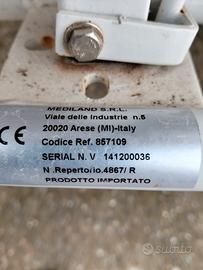 MEDILAND S.R.L.
Viale delle Industrie n.5
20020 Arese (MI)-Italy
CE
Codice Ref. 857109
SERIAL N. V 141200036
N.Repertorio.4867/ R
PRODOTTO IMPORTATO
subito